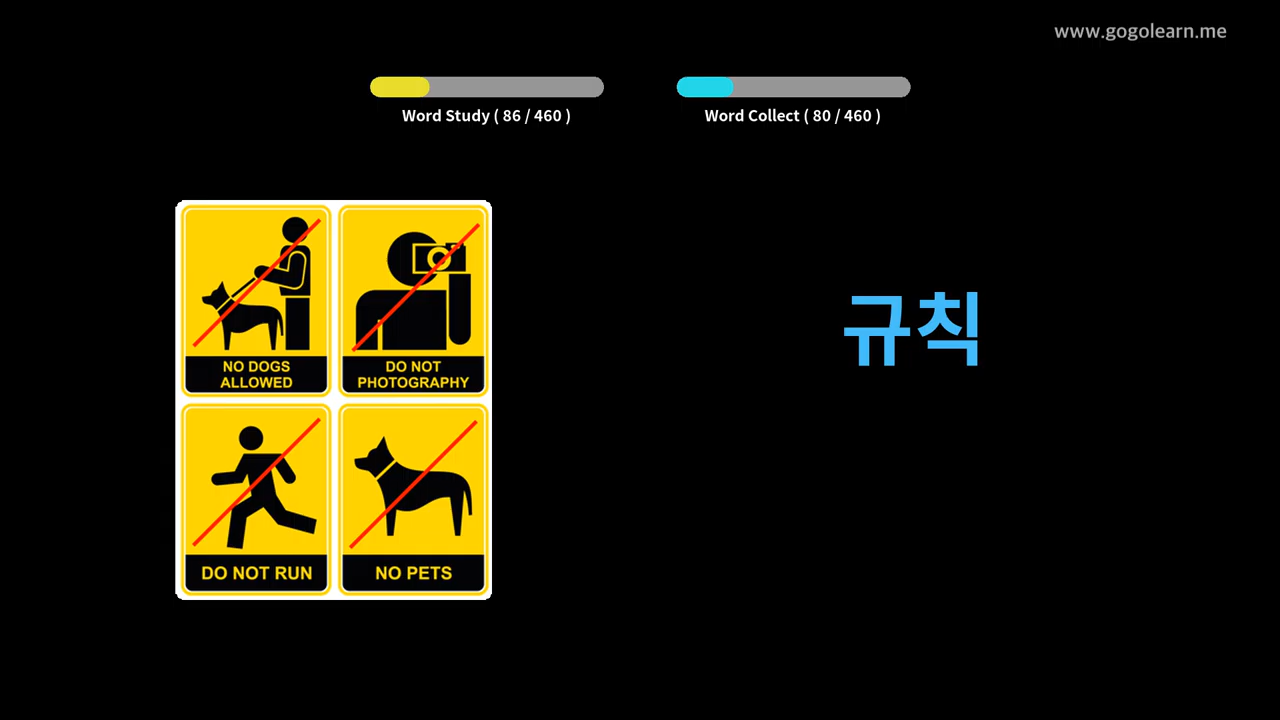 www.gogolearn.me
Word Study ( 86 / 460 )
Word Collect ( 80 / 460 )
NO DOGS
ALLOWED
DO NOT
PHOTOGRAPHY
DO NOT RUN
NO PETS
규칙